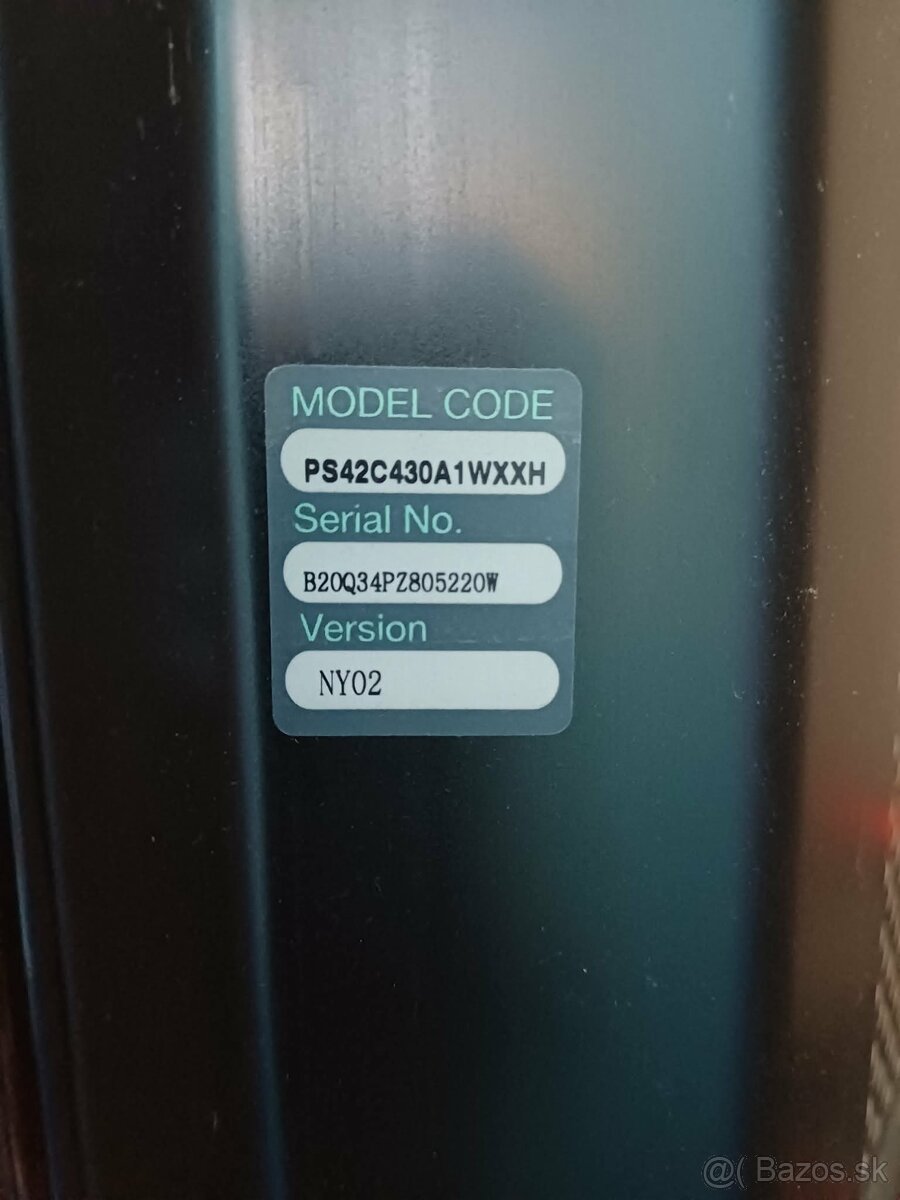 MODEL CODE
PS42C430A1WXXH
Serial No.
B20Q34PZ805220W
Version
NY02
@( Bazos.sk